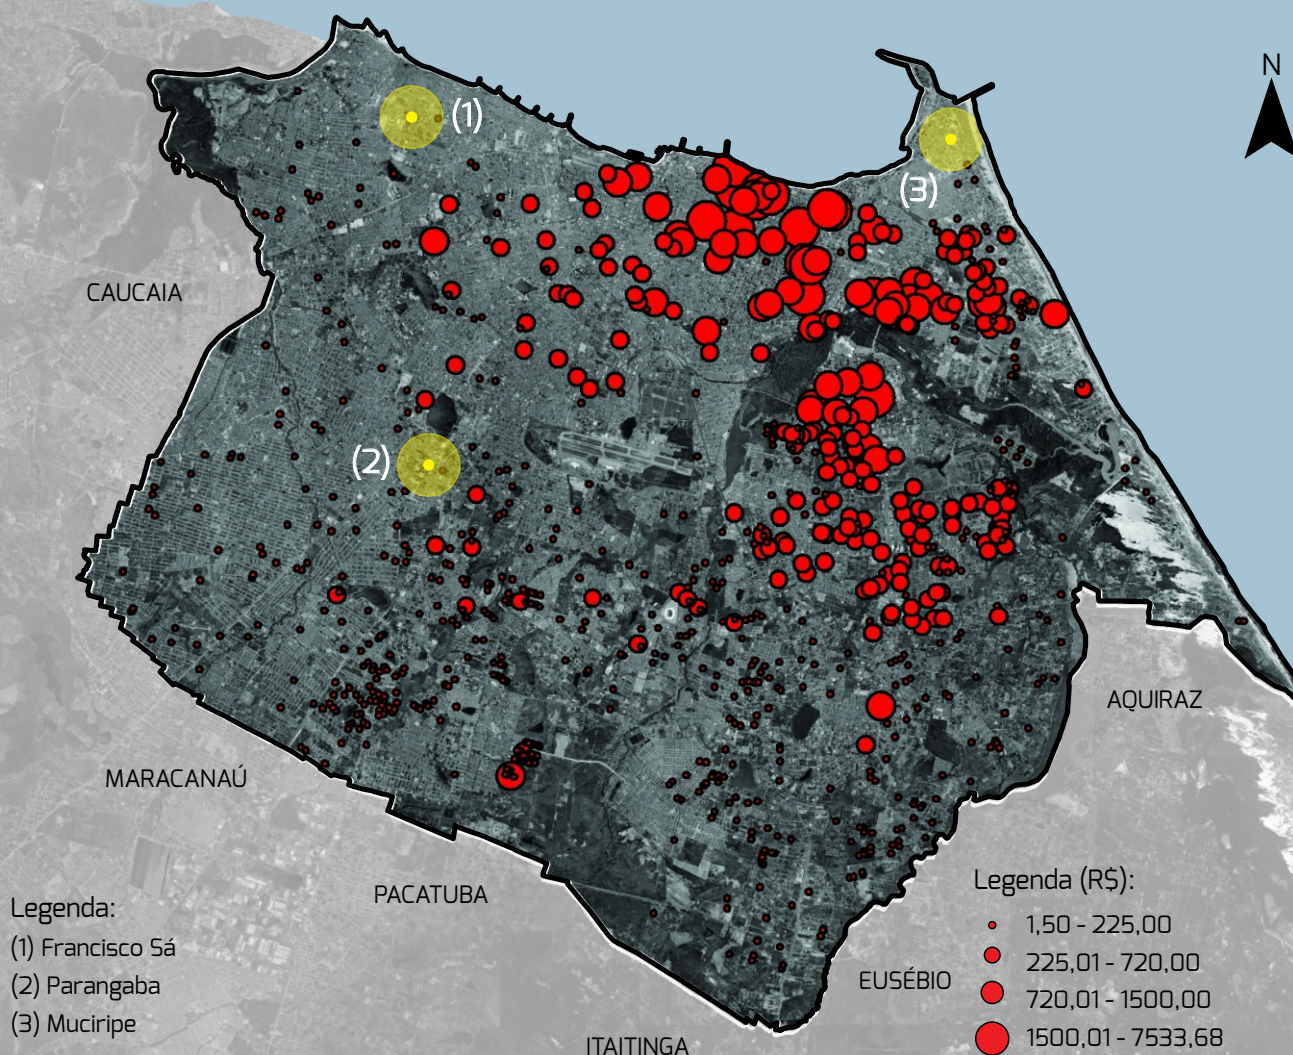 N
(1)
(3)
(2)
CAUCAIA
AQUIRAZ
MARACANAÚ
PACATUBA
EUSÉBIO
ITAITINGA
Legenda:
(1) Francisco Sá
(2) Parangaba
(3) Muciripe
Legenda (R$):
1,50 - 225,00
225,01 - 720,00
720,01 - 1500,00
1500,01 - 7533,68